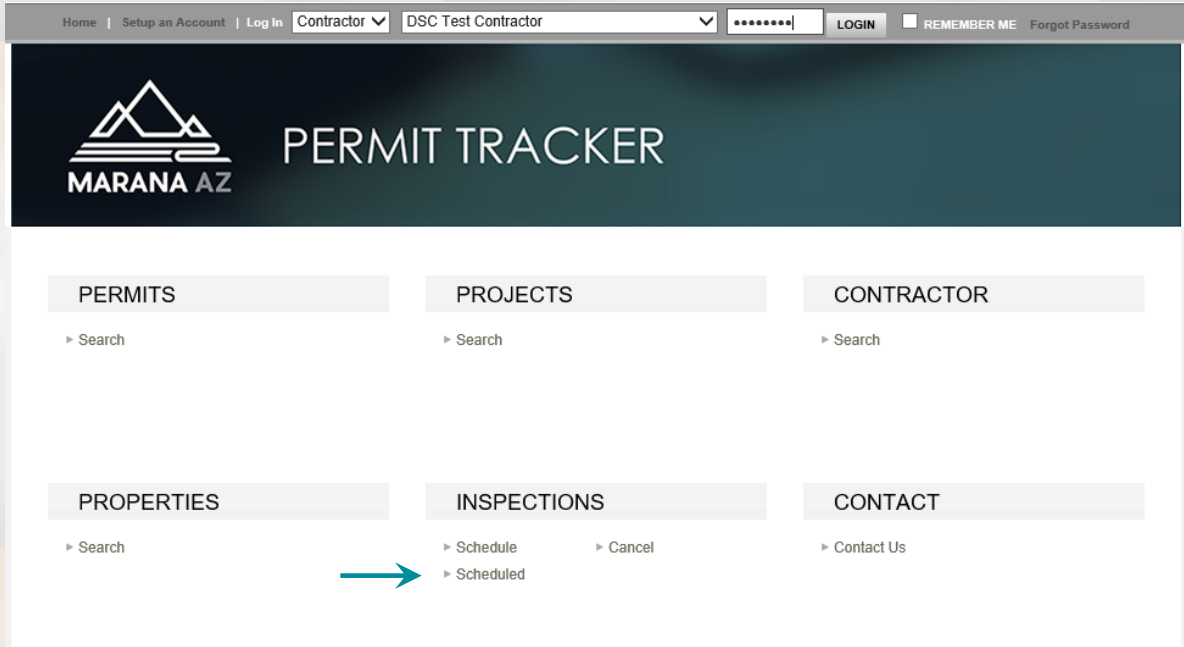 Home | Setup an Account | Log In Contractor DSC Test Contractor ••••••••| LOGIN REMEMBER ME Forgot Password
MARANA AZ
PERMIT TRACKER
PERMITS PROJECTS CONTRACTOR
Search Search Search
PROPERTIES INSPECTIONS CONTACT
Search Schedule Cancel Contact Us
Scheduled